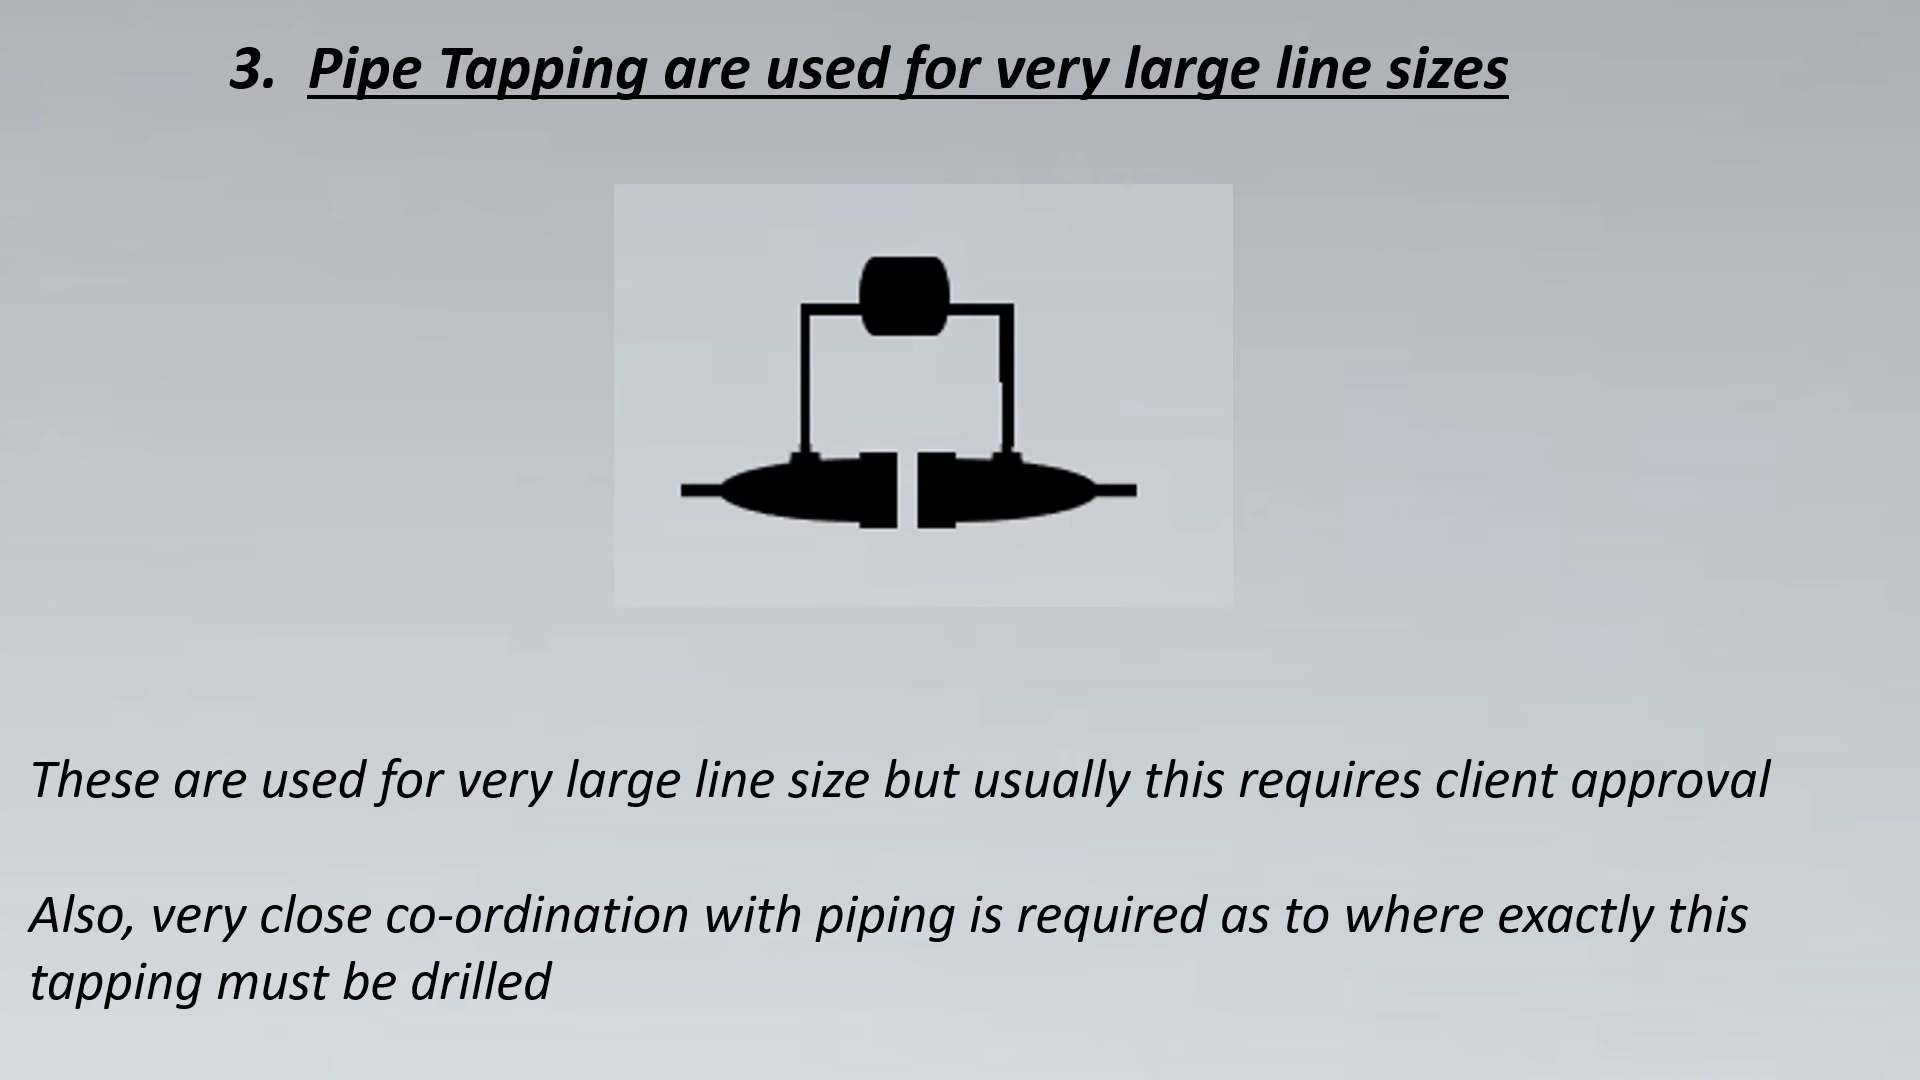 3. Pipe Tapping are used for very large line sizes
These are used for very large line size but usually this requires client approval
Also, very close co-ordination with piping is required as to where exactly this
tapping must be drilled